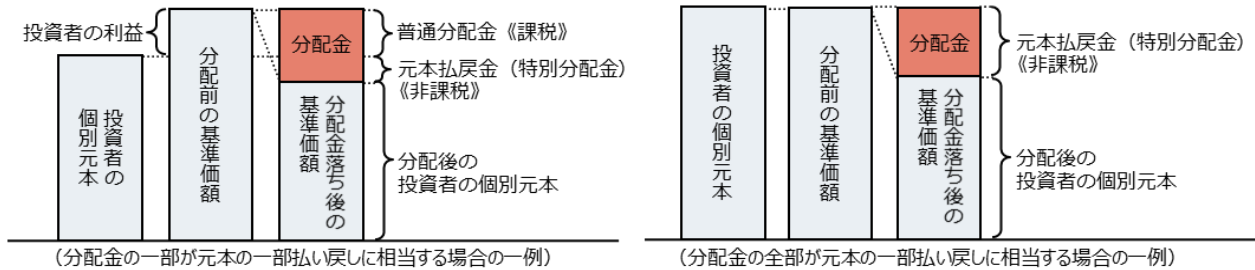 投資者の利益
投資者の
個別元本
分配前の基準価額
分配金
分配金落ち後の
基準価額
普通分配金《課税》
元本払戻金（特別分配金）
《非課税》
分配後の
投資者の個別元本
（分配金の一部が元本の一部払い戻しに相当する場合の一例）
投資者の個別元本
分配前の基準価額
分配金
分配金落ち後の
基準価額
元本払戻金（特別分配金）
《非課税》
分配後の
投資者の個別元本
（分配金の全部が元本の一部払い戻しに相当する場合の一例）